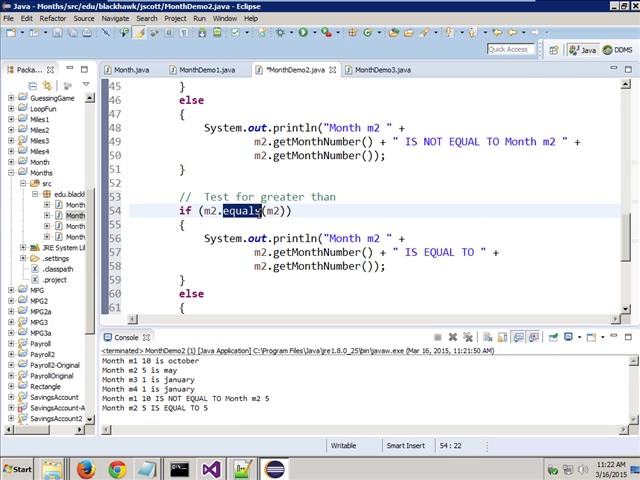 Java - Months/src/edu/blackhawk/jscott/MonthDemo2.java - Eclipse
File Edit Refactor Source Navigate Search Project Run Window Help
Quick Access
Java
DDMS
Packa...
Month.java
MonthDemo1.java
*MonthDemo2.java
MonthDemo3.java
GuessingGame
LoopFun
Miles1
Miles2
Miles3
Miles4
Month
Months
src
edu.black
Month
Month
Month
Month
JRE System Lib
.settings
.classpath
.project
MPG
MPG2
MPG2a
MPG3
MPG3a
Payroll
Payroll2
Payroll2-Original
PayrollOriginal
Rectangle
SavingsAccount
SavingsAccount2
45 }
46 else
47 {
48 System.out.println("Month m2 " +
49 m2.getMonthNumber() + " IS NOT EQUAL TO Month m2 " +
50 m2.getMonthNumber());
51 }
52
53 // Test for greater than
54 if (m2.equals(m2))
55 {
56 System.out.println("Month m2 " +
57 m2.getMonthNumber() + " IS EQUAL TO " +
58 m2.getMonthNumber());
59 }
60 else
61 {
Console
<terminated> MonthDemo2 (1) [Java Application] C:\Program Files\Java\jre1.8.0_25\bin\javaw.exe (Mar 16, 2015, 11:21:50 AM)
Month m1 10 is october
Month m2 5 is may
Month m3 1 is january
Month m4 1 is january
Month m1 10 IS NOT EQUAL TO Month m2 5
Month m2 5 IS EQUAL TO 5
Writable
Smart Insert
54 : 22
Start
11:22 AM
3/16/2015